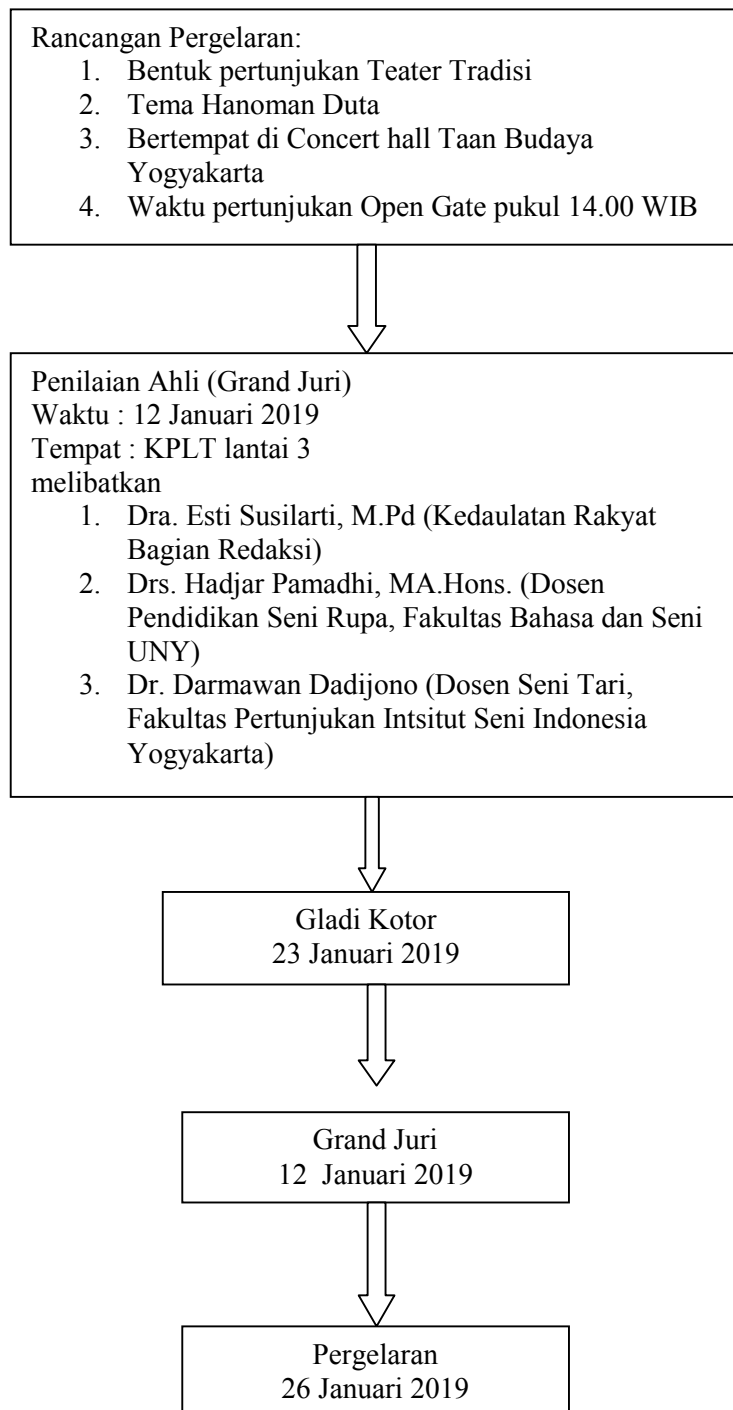 Rancangan Pergelaran:
1. Bentuk pertunjukan Teater Tradisi
2. Tema Hanoman Duta
3. Bertempat di Concert hall Taan Budaya
Yogyakarta
4. Waktu pertunjukan Open Gate pukul 14.00 WIB
Penilaian Ahli (Grand Juri)
Waktu : 12 Januari 2019
Tempat : KPLT lantai 3
melibatkan
1. Dra. Esti Susilarti, M.Pd (Kedaulatan Rakyat
Bagian Redaksi)
2. Drs. Hadjar Pamadhi, MA.Hons. (Dosen
Pendidikan Seni Rupa, Fakultas Bahasa dan Seni
UNY)
3. Dr. Darmawan Dadijono (Dosen Seni Tari,
Fakultas Pertunjukan Intsitut Seni Indonesia
Yogyakarta)
Gladi Kotor
23 Januari 2019
Grand Juri
12 Januari 2019
Pergelaran
26 Januari 2019